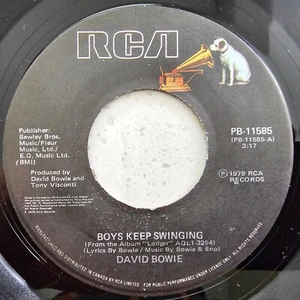 RCA
Publisher:
Bewlay Bros.
Music/Fleur
Music, Ltd./
E.G. Music Ltd.
(BMI)
Produced by
David Bowie and
Tony Visconti
PB-11585
(PB-11585-A)
3:17
℗ 1979 RCA
RECORDS
BOYS KEEP SWINGING
(From the Album "Lodger" AQL1-3254)
(Lyrics By Bowie / Music By Bowie & Eno)
DAVID BOWIE